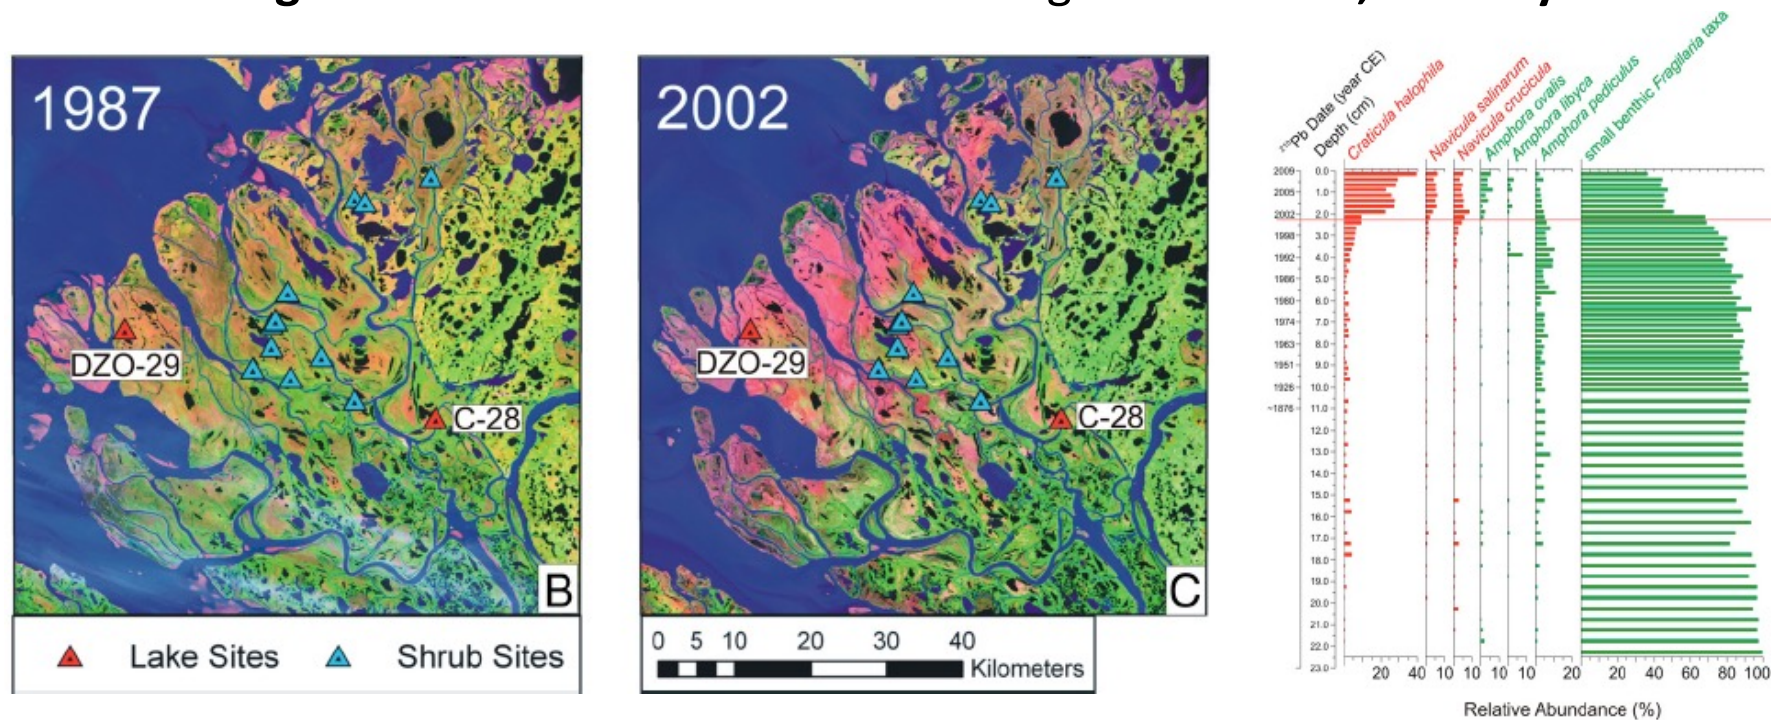 1987
DZO-29
C-28
B
Lake Sites
Shrub Sites
2002
DZO-29
C-28
C
0 5 10 20 30 40
Kilometers
²¹⁰Pb Date (year CE)
Depth (cm)
Craticula halophila
Navicula salinarum
Navicula crucicula
Amphora ovalis
Amphora libyca
Amphora pediculus
small benthic Fragilaria taxa
2009
2005
2002
1998
1992
1986
1980
1974
1963
1951
1926
~1876
0.0
1.0
2.0
3.0
4.0
5.0
6.0
7.0
8.0
9.0
10.0
11.0
12.0
13.0
14.0
15.0
16.0
17.0
18.0
19.0
20.0
21.0
22.0
23.0
20 40 10 10 10 10 20 20 40 60 80 100
Relative Abundance (%)